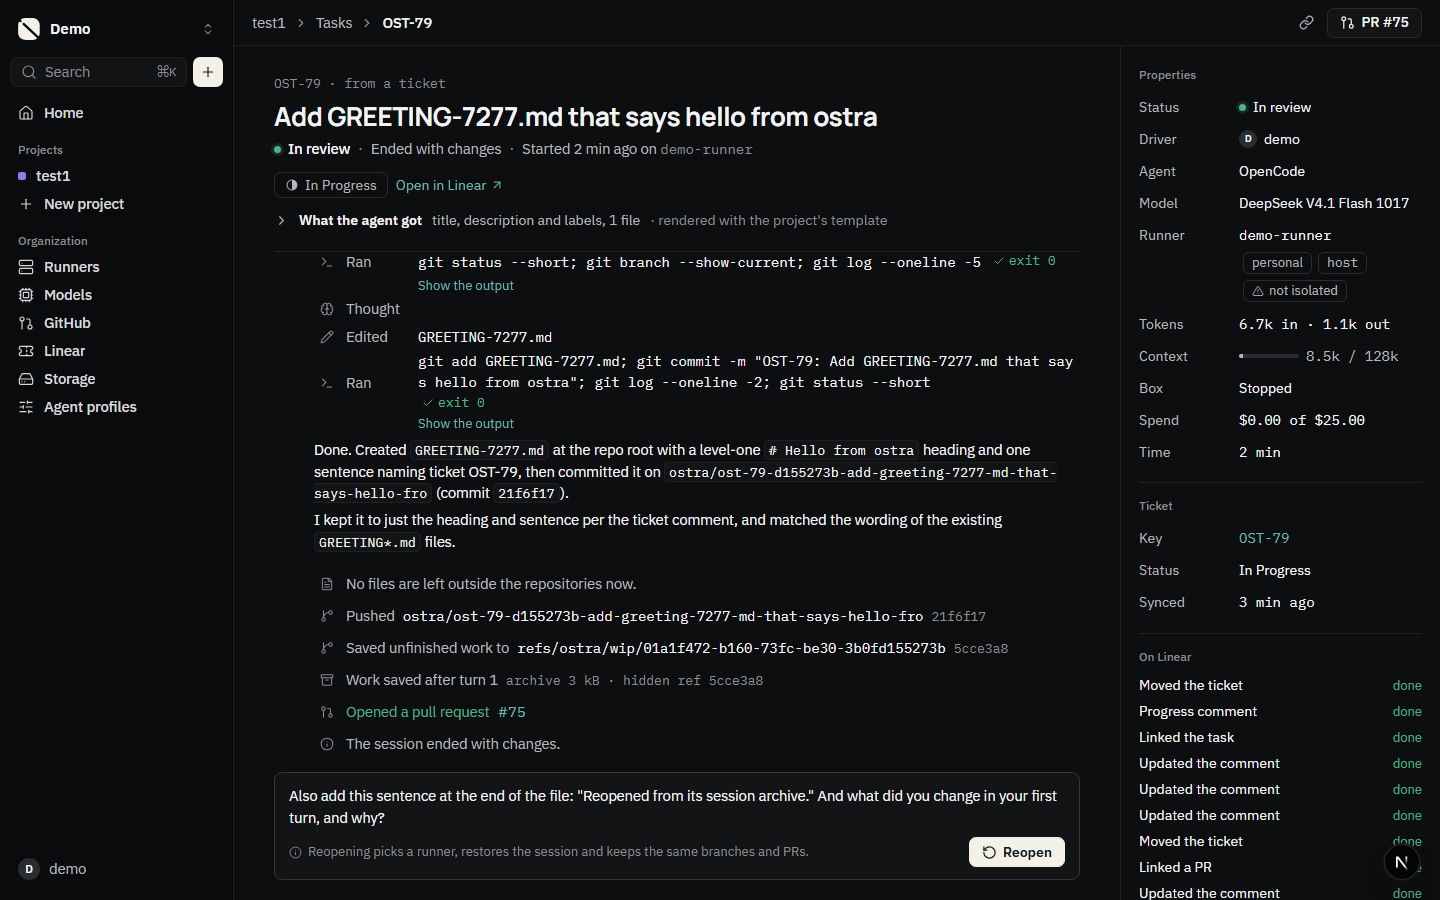 Demo
Search ⌘K
Home
Projects
test1
New project
Organization
Runners
Models
GitHub
Linear
Storage
Agent profiles
D demo
test1 > Tasks > OST-79
PR #75
OST-79 · from a ticket
Add GREETING-7277.md that says hello from ostra
In review · Ended with changes · Started 2 min ago on demo-runner
In Progress Open in Linear ↗
What the agent got title, description and labels, 1 file · rendered with the project's template
Ran git status --short; git branch --show-current; git log --oneline -5 ✓ exit 0
Show the output
Thought
Edited GREETING-7277.md
git add GREETING-7277.md; git commit -m "OST-79: Add GREETING-7277.md that say
Ran s hello from ostra"; git log --oneline -2; git status --short
✓ exit 0
Show the output
Done. Created GREETING-7277.md at the repo root with a level-one # Hello from ostra heading and one
sentence naming ticket OST-79, then committed it on ostra/ost-79-d155273b-add-greeting-7277-md-that-
says-hello-fro (commit 21f6f17 ).
I kept it to just the heading and sentence per the ticket comment, and matched the wording of the existing
GREETING*.md files.
No files are left outside the repositories now.
Pushed ostra/ost-79-d155273b-add-greeting-7277-md-that-says-hello-fro 21f6f17
Saved unfinished work to refs/ostra/wip/01a1f472-b160-73fc-be30-3b0fd155273b 5cce3a8
Work saved after turn 1 archive 3 kB · hidden ref 5cce3a8
Opened a pull request #75
The session ended with changes.
Also add this sentence at the end of the file: "Reopened from its session archive." And what did you change in your first
turn, and why?
Reopening picks a runner, restores the session and keeps the same branches and PRs.
Reopen
Properties
Status In review
Driver D demo
Agent OpenCode
Model DeepSeek V4.1 Flash 1017
Runner demo-runner
personal host
not isolated
Tokens 6.7k in · 1.1k out
Context 8.5k / 128k
Box Stopped
Spend $0.00 of $25.00
Time 2 min
Ticket
Key OST-79
Status In Progress
Synced 3 min ago
On Linear
Moved the ticket done
Progress comment done
Linked the task done
Updated the comment done
Updated the comment done
Updated the comment done
Moved the ticket done
Linked a PR
N
Updated the comment done